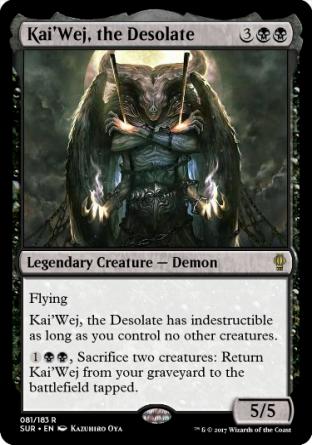 Kai'Wej, the Desolate 3
Legendary Creature — Demon
Flying
Kai'Wej, the Desolate has indestructible
as long as you control no other creatures.
1, Sacrifice two creatures: Return
Kai'Wej from your graveyard to the
battlefield tapped.
5/5
081/183 R
SUR • EN Kazuhiro Oya
™ & © 2017 Wizards of the Coast